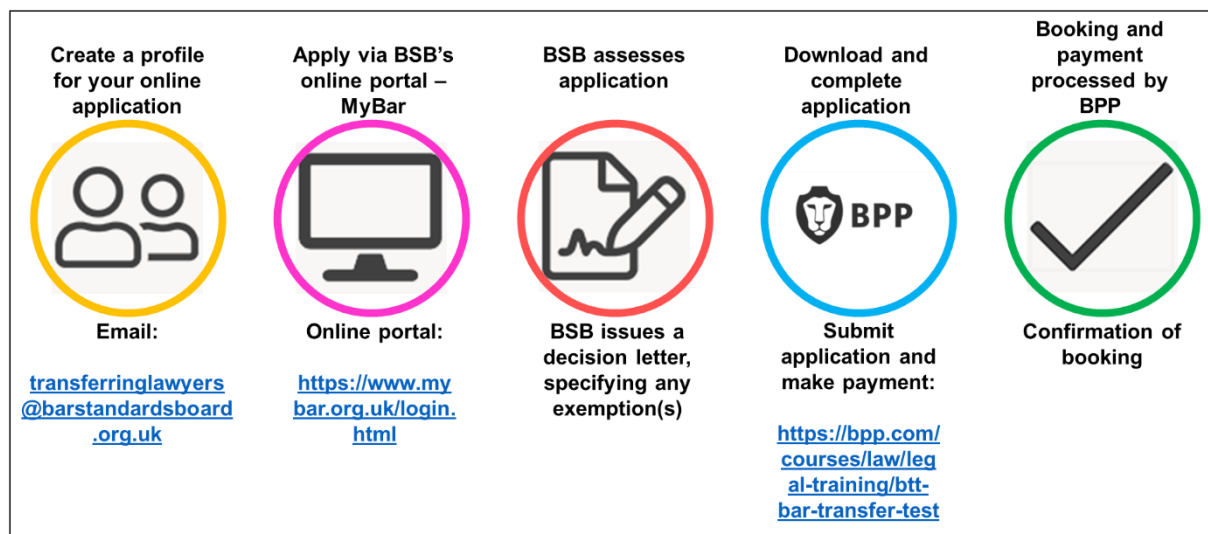 Create a profile
for your online
application
Email:
transferringlawyers
@barstandardsboard
.org.uk
Apply via BSB's
online portal –
MyBar
Online portal:
https://www.my
bar.org.uk/login.
html
BSB assesses
application
BSB issues a
decision letter,
specifying any
exemption(s)
Download and
complete
application
BPP
Submit
application and
make payment:
https://bpp.com/
courses/law/leg
al-training/btt-
bar-transfer-test
Booking and
payment
processed by
BPP
Confirmation of
booking